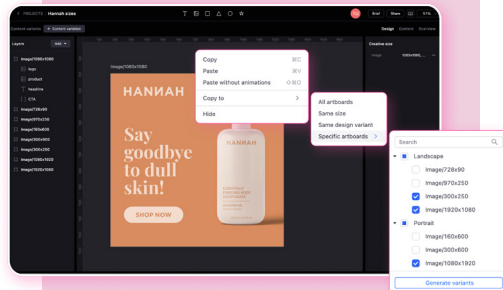 PROJECTS Hannah sizes
T
Brief
Share
51%
Content variants
+ Content variation
Design
Content
Overview
Layers
Add
Creative size
Image/1080x1080
logo
product
headline
CTA
Image/728x90
Image/970x250
Image/160x600
Image/300x600
Image/300x250
Image/1080x1920
Image/1920x1080
Image/1080x1080
HANNAH
Say
goodbye
to dull
skin!
SHOP NOW
HANNAH
Copy
⌘C
Paste
⌘V
Paste without animations
Copy to
Hide
All artboards
Same size
Same design variant
Specific artboards
Search
Landscape
Image/728x90
Image/970x250
Image/300x250
Image/1920x1080
Portrait
Image/160x600
Image/300x600
Image/1080x1920
Generate variants